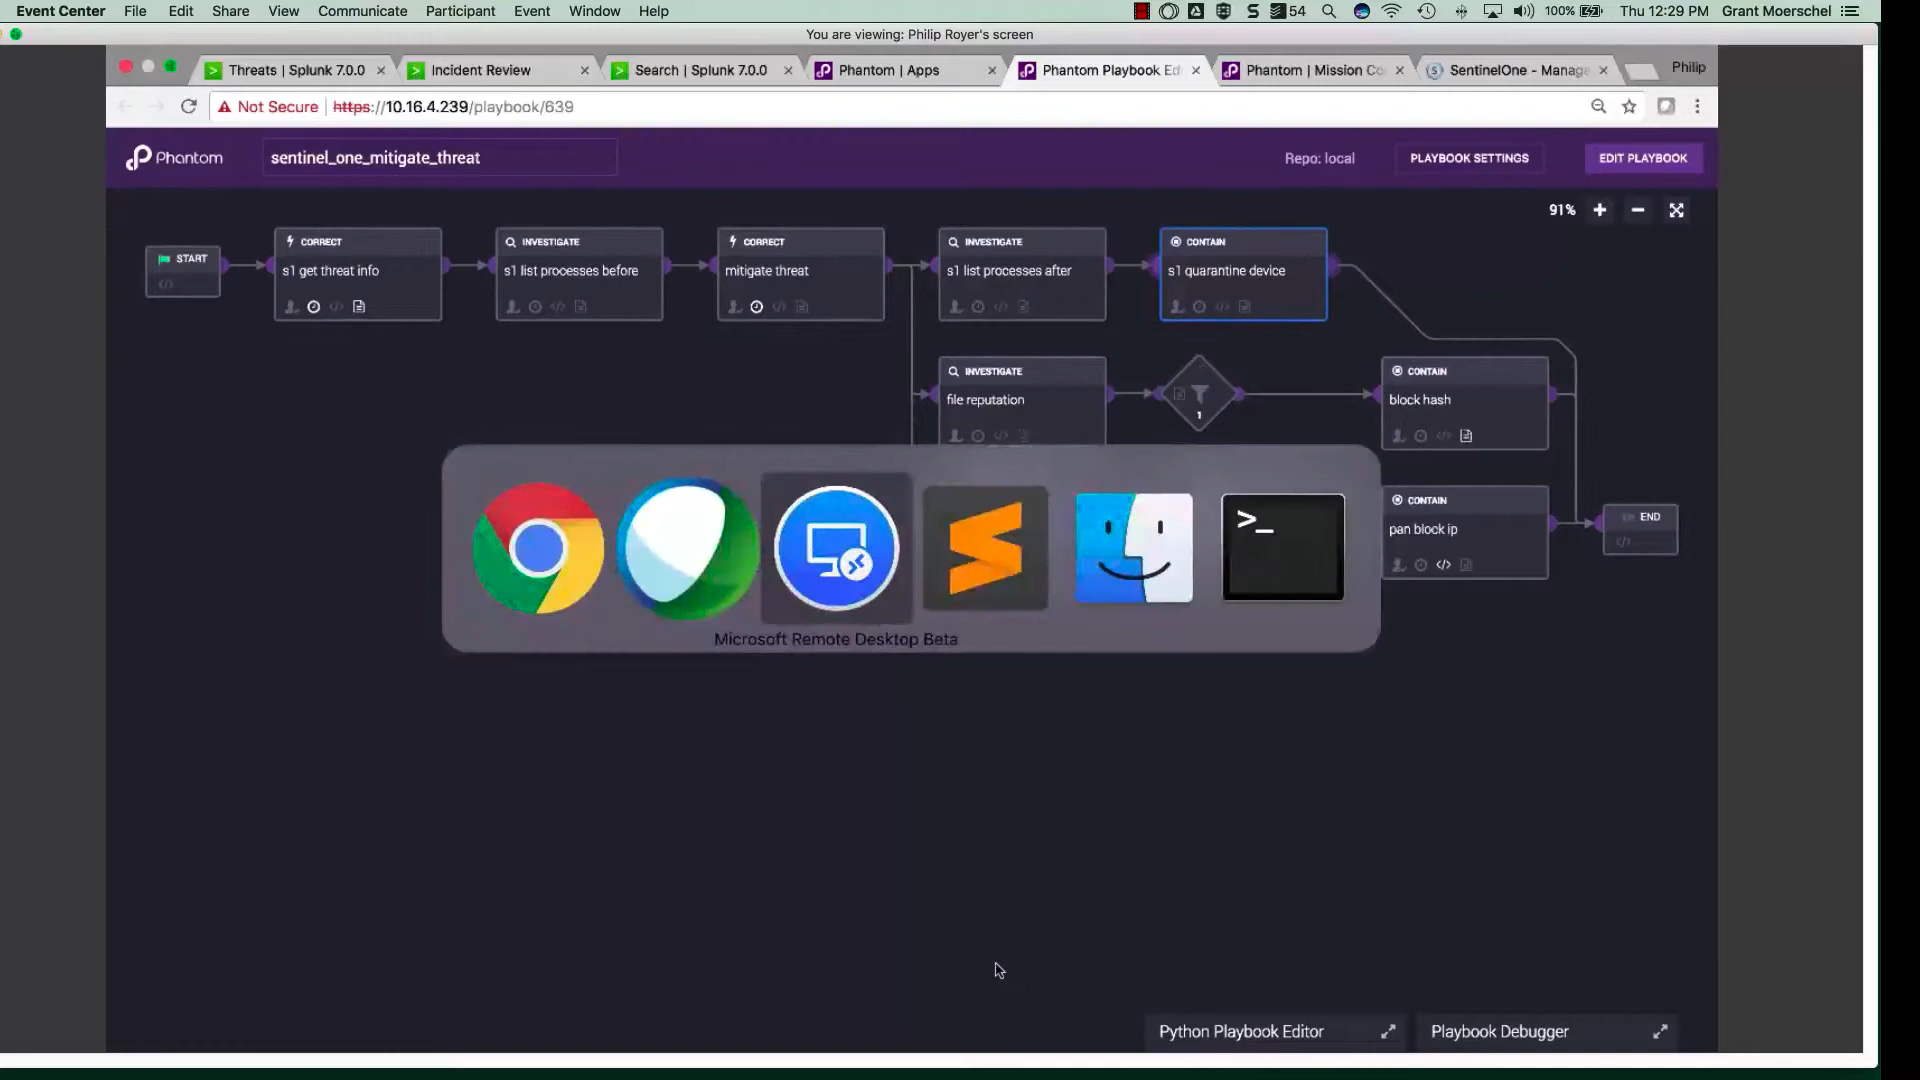 Event Center File Edit Share View Communicate Participant Event Window Help 54 100% Thu 12:29 PM Grant Moerschel
You are viewing: Philip Royer's screen
Threats | Splunk 7.0.0 Incident Review Search | Splunk 7.0.0 Phantom | Apps Phantom Playbook Ed Phantom | Mission Co SentinelOne - Manage Philip
Not Secure https://10.16.4.239/playbook/639
Phantom sentinel_one_mitigate_threat Repo: local PLAYBOOK SETTINGS EDIT PLAYBOOK
91%
START
CORRECT
s1 get threat info
INVESTIGATE
s1 list processes before
CORRECT
mitigate threat
INVESTIGATE
s1 list processes after
CONTAIN
s1 quarantine device
INVESTIGATE
file reputation
1
CONTAIN
block hash
CONTAIN
pan block ip
END
Microsoft Remote Desktop Beta
Python Playbook Editor Playbook Debugger